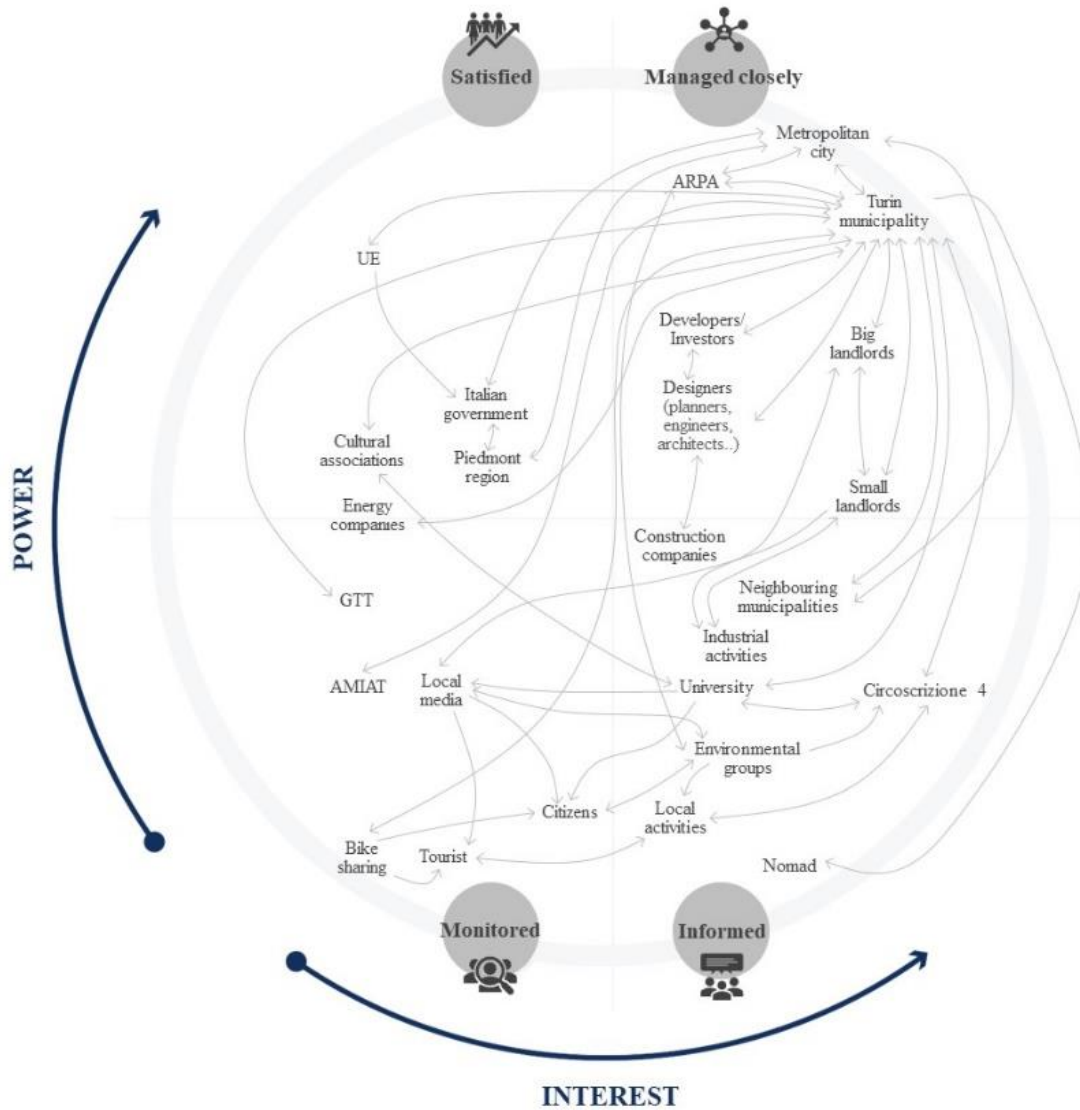 Satisfied
Managed closely
Metropolitan
city
ARPA
Turin
municipality
UE
Developers/
Investors
Big
landlords
Designers
(planners,
engineers,
architects..)
Italian
government
Cultural
associations
Piedmont
region
Energy
companies
Small
landlords
Construction
companies
Neighbouring
municipalities
GTT
Industrial
activities
AMIAT
Local
media
University
Circoscrizione 4
Environmental
groups
Citizens
Local
activities
Bike
sharing
Tourist
Nomad
Monitored
Informed
POWER
INTEREST